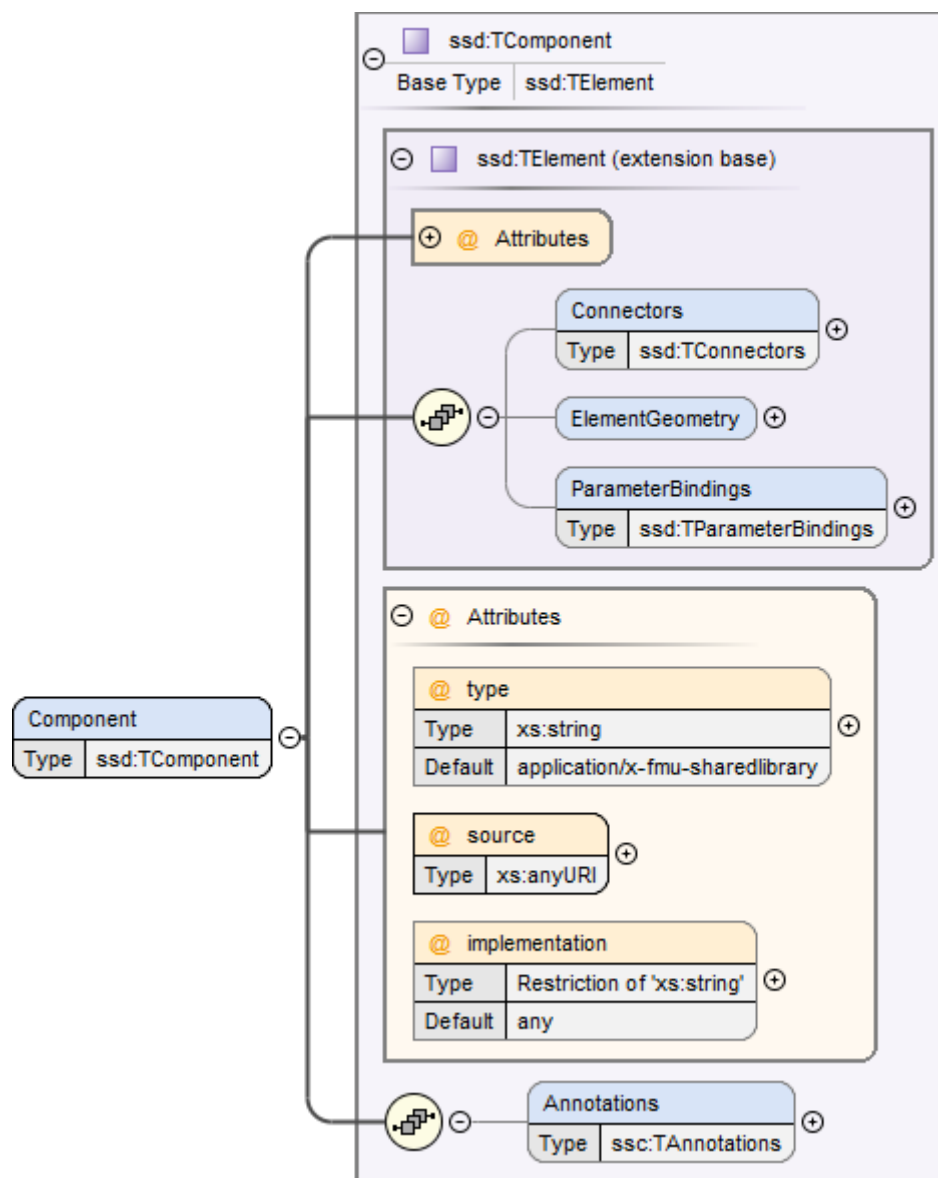 ssd:TComponent
Base Type ssd:TElement
ssd:TElement (extension base)
@ Attributes
Connectors
Type ssd:TConnectors
ElementGeometry
ParameterBindings
Type ssd:TParameterBindings
@ Attributes
@ type
Type xs:string
Default application/x-fmu-sharedlibrary
Component
Type ssd:TComponent
@ source
Type xs:anyURI
@ implementation
Type Restriction of 'xs:string'
Default any
Annotations
Type ssc:TAnnotations